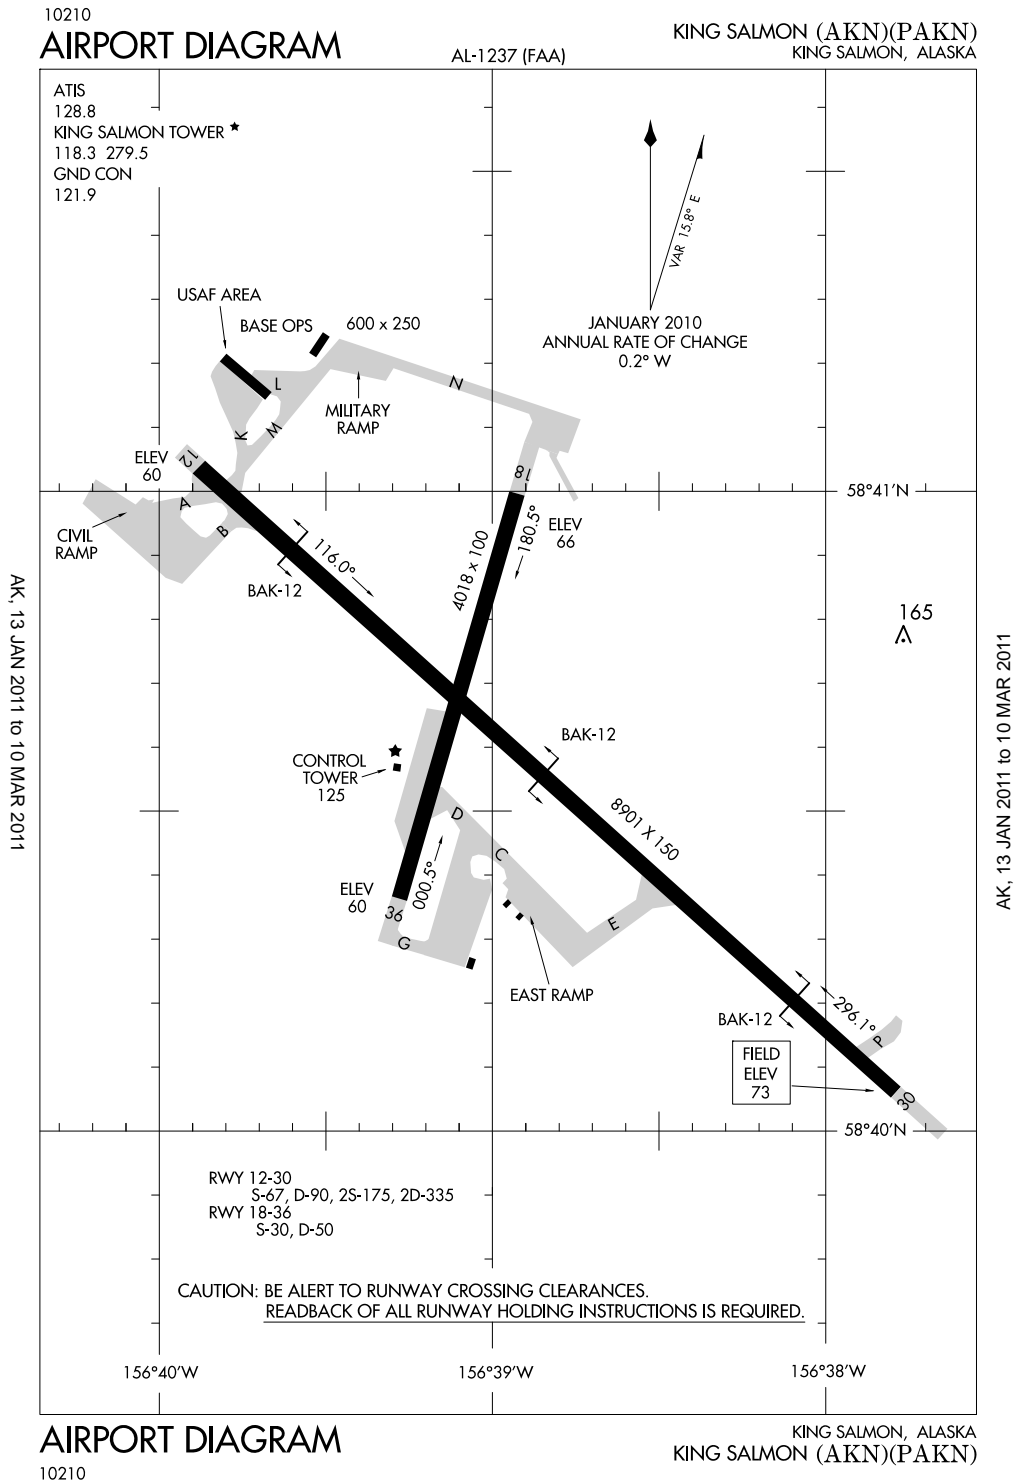 10210
AIRPORT DIAGRAM
AL-1237 (FAA)
KING SALMON (AKN)(PAKN)
KING SALMON, ALASKA
ATIS
128.8
KING SALMON TOWER
118.3 279.5
GND CON
121.9
VAR 15.8° E
JANUARY 2010
ANNUAL RATE OF CHANGE
0.2° W
USAF AREA
BASE OPS
600 x 250
L
N
MILITARY
RAMP
K
M
ELEV
60
12
18
58°41'N
A
B
CIVIL
RAMP
ELEV
66
116.0°
180.5°
4018 x 100
BAK-12
165
BAK-12
CONTROL
TOWER
125
8901 X 150
D
C
000.5°
ELEV
60
36
G
E
EAST RAMP
BAK-12
296.1°
P
FIELD
ELEV
73
30
58°40'N
RWY 12-30
S-67, D-90, 2S-175, 2D-335
RWY 18-36
S-30, D-50
CAUTION: BE ALERT TO RUNWAY CROSSING CLEARANCES.
READBACK OF ALL RUNWAY HOLDING INSTRUCTIONS IS REQUIRED.
156°40'W
156°39'W
156°38'W
AK, 13 JAN 2011 to 10 MAR 2011
AK, 13 JAN 2011 to 10 MAR 2011
AIRPORT DIAGRAM
10210
KING SALMON, ALASKA
KING SALMON (AKN)(PAKN)